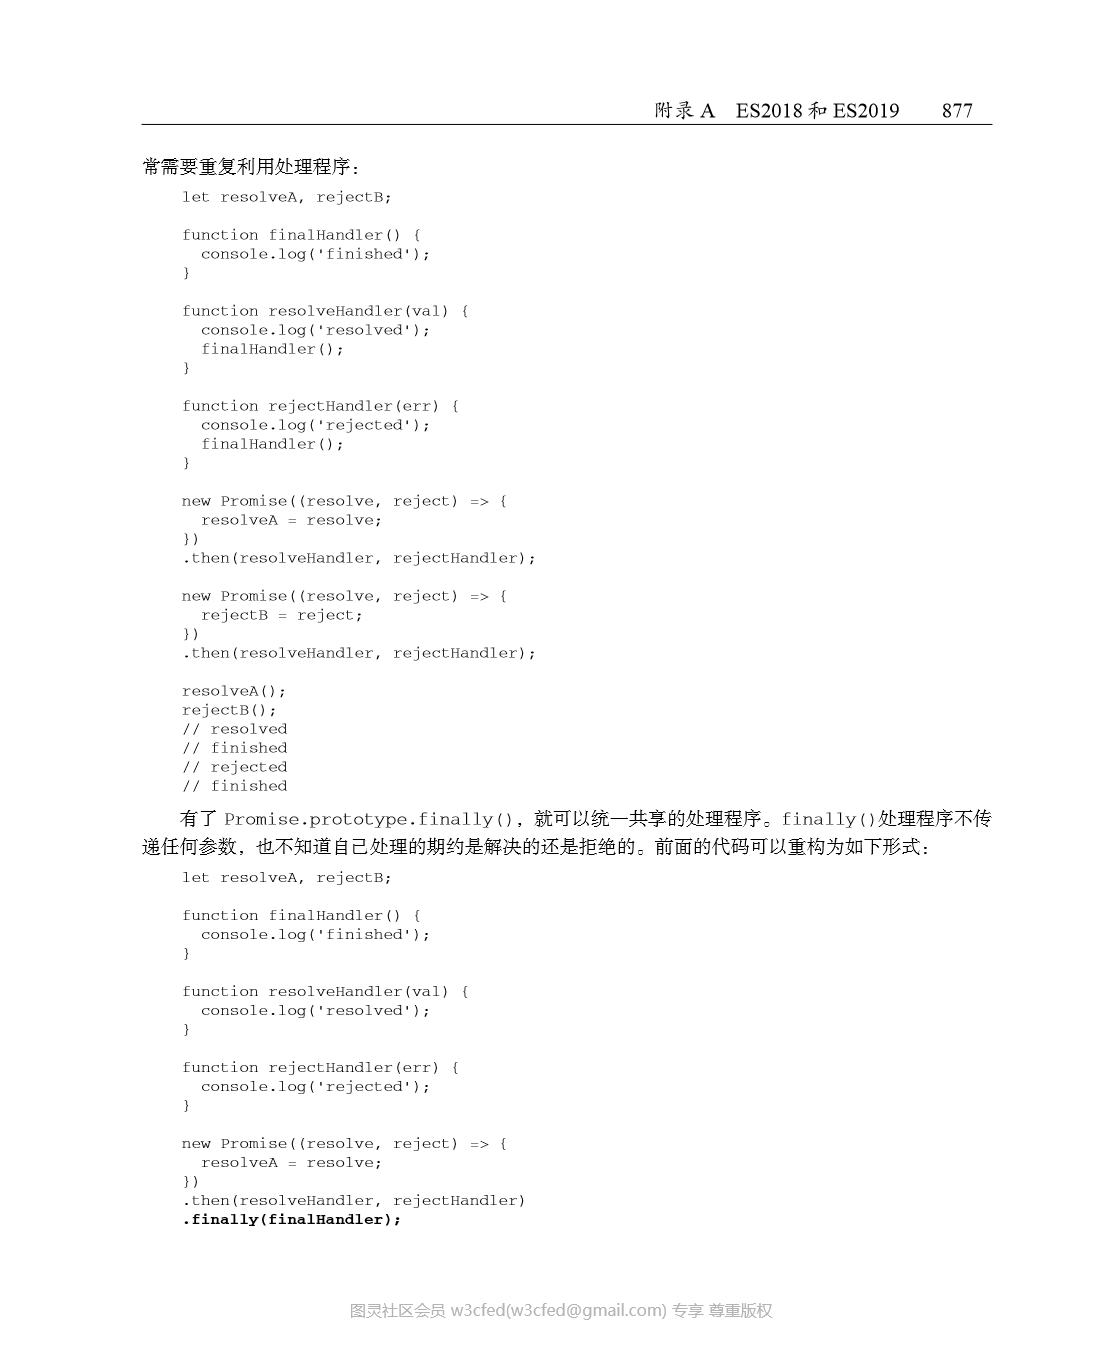 附录 A　ES2018 和 ES2019　　877
常需要重复利用处理程序：
let resolveA, rejectB;

function finalHandler() {
  console.log('finished');
}

function resolveHandler(val) {
  console.log('resolved');
  finalHandler();
}

function rejectHandler(err) {
  console.log('rejected');
  finalHandler();
}

new Promise((resolve, reject) => {
  resolveA = resolve;
})
.then(resolveHandler, rejectHandler);

new Promise((resolve, reject) => {
  rejectB = reject;
})
.then(resolveHandler, rejectHandler);

resolveA();
rejectB();
// resolved
// finished
// rejected
// finished
有了 Promise.prototype.finally()，就可以统一共享的处理程序。finally()处理程序不传
递任何参数，也不知道自己处理的期约是解决的还是拒绝的。前面的代码可以重构为如下形式：
let resolveA, rejectB;

function finalHandler() {
  console.log('finished');
}

function resolveHandler(val) {
  console.log('resolved');
}

function rejectHandler(err) {
  console.log('rejected');
}

new Promise((resolve, reject) => {
  resolveA = resolve;
})
.then(resolveHandler, rejectHandler)
.finally(finalHandler);
图灵社区会员 w3cfed(w3cfed@gmail.com) 专享 尊重版权